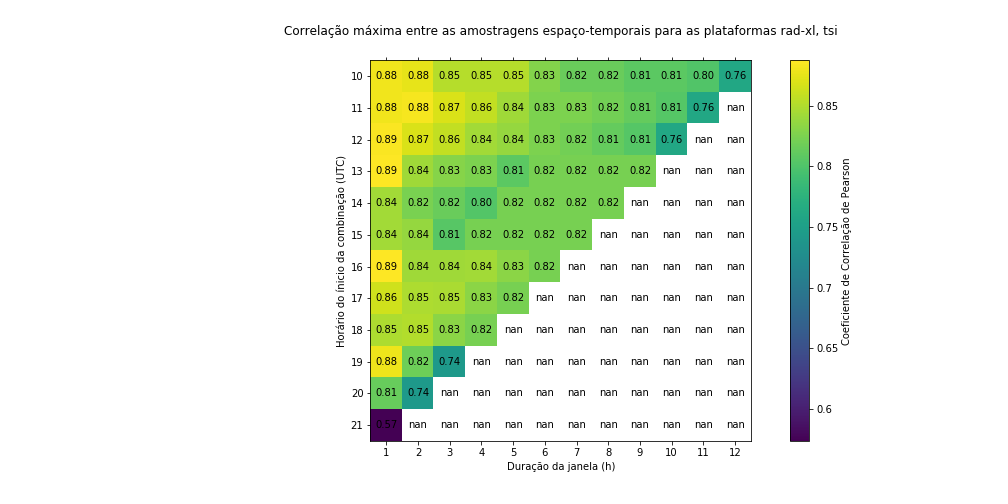 Correlação máxima entre as amostragens espaço-temporais para as plataformas rad-xl, tsi
10 0.88 0.88 0.85 0.85 0.85 0.83 0.82 0.82 0.81 0.81 0.80 0.76
11 0.88 0.88 0.87 0.86 0.84 0.83 0.83 0.82 0.81 0.81 0.76 nan
12 0.89 0.87 0.86 0.84 0.84 0.83 0.82 0.81 0.81 0.76 nan nan
13 0.89 0.84 0.83 0.83 0.81 0.82 0.82 0.82 0.82 nan nan nan
14 0.84 0.82 0.82 0.80 0.82 0.82 0.82 0.82 nan nan nan nan
15 0.84 0.84 0.81 0.82 0.82 0.82 0.82 nan nan nan nan nan
16 0.89 0.84 0.84 0.84 0.83 0.82 nan nan nan nan nan nan
17 0.86 0.85 0.85 0.83 0.82 nan nan nan nan nan nan nan
18 0.85 0.85 0.83 0.82 nan nan nan nan nan nan nan nan
19 0.88 0.82 0.74 nan nan nan nan nan nan nan nan nan
20 0.81 0.74 nan nan nan nan nan nan nan nan nan nan
21 0.57 nan nan nan nan nan nan nan nan nan nan nan
1 2 3 4 5 6 7 8 9 10 11 12
Duração da janela (h)
Horário do ínicio da combinação (UTC)
0.85
0.8
0.75
0.7
0.65
0.6
Coeficiente de Correlação de Pearson